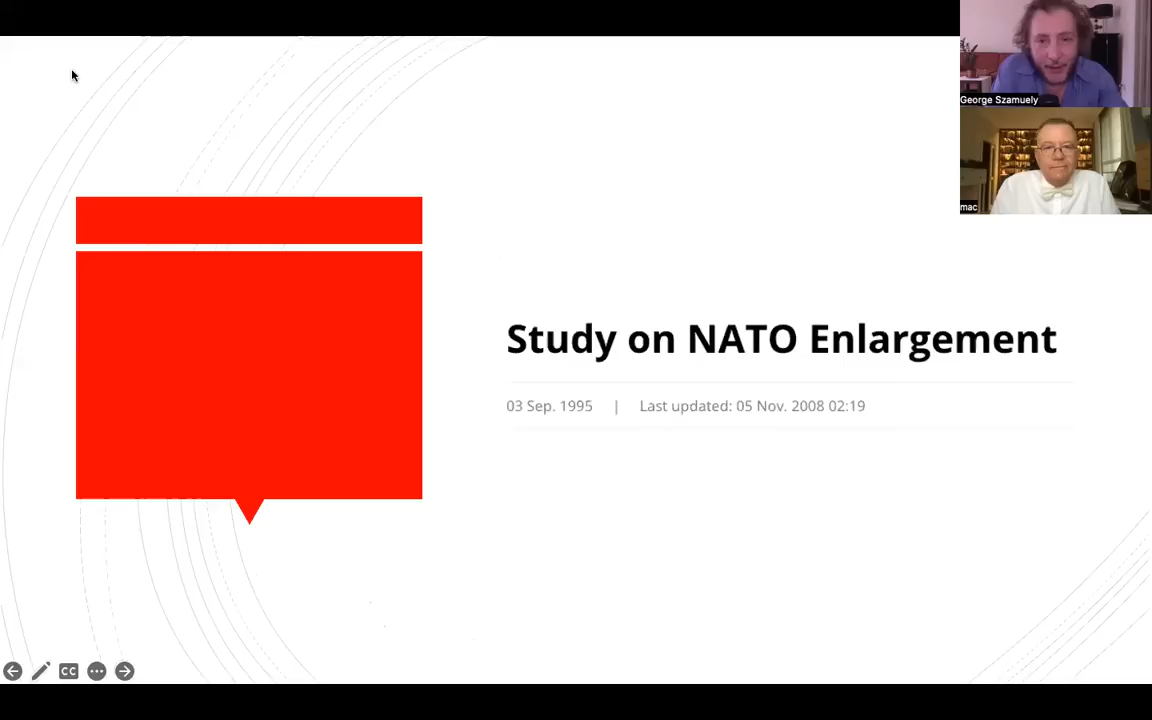 George Szamuely
mac
Study on NATO Enlargement
03 Sep. 1995 | Last updated: 05 Nov. 2008 02:19
CC